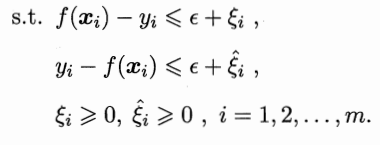 s.t. f(𝒙ᵢ) − yᵢ ⩽ ϵ + ξᵢ ,
yᵢ − f(𝒙ᵢ) ⩽ ϵ + ξ̂ᵢ ,
ξᵢ ⩾ 0, ξ̂ᵢ ⩾ 0 , i = 1, 2, . . . , m.